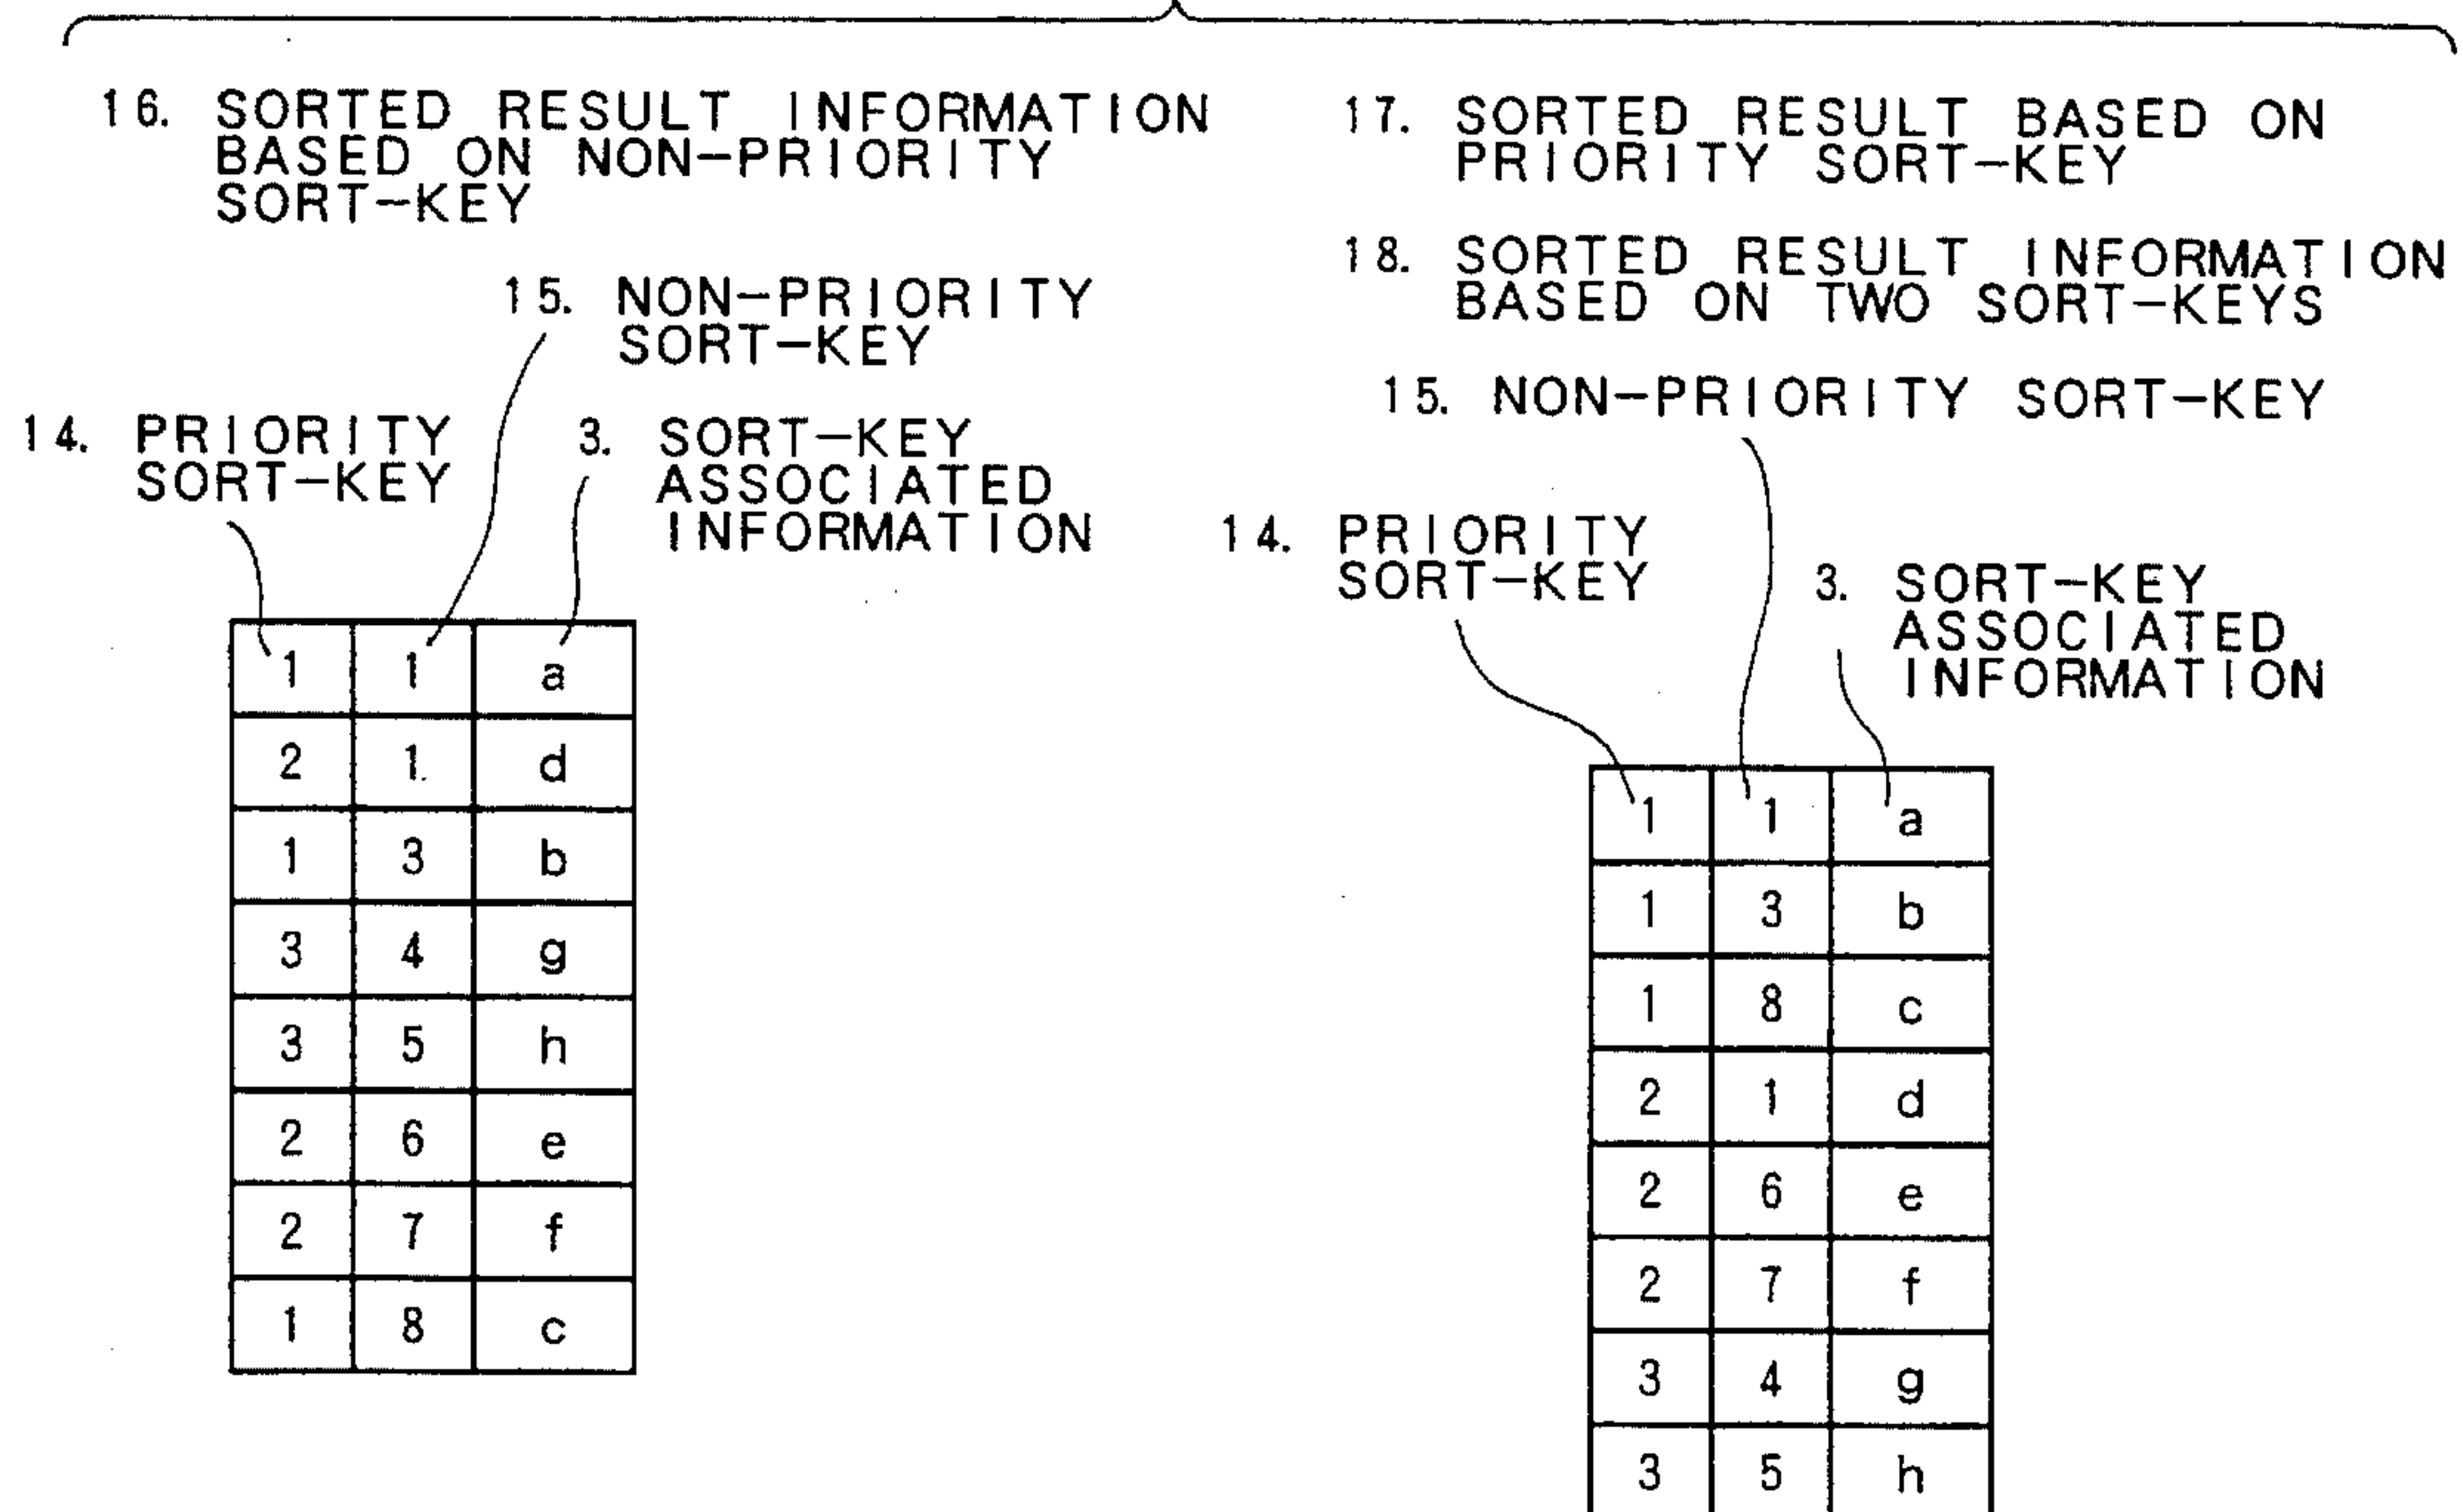 16. SORTED RESULT INFORMATION
BASED ON NON-PRIORITY
SORT-KEY
15. NON-PRIORITY
SORT-KEY
14. PRIORITY
SORT-KEY
3. SORT-KEY
ASSOCIATED
INFORMATION
1 1 a
2 1 d
1 3 b
3 4 g
3 5 h
2 6 e
2 7 f
1 8 c
17. SORTED RESULT BASED ON
PRIORITY SORT-KEY
18. SORTED RESULT INFORMATION
BASED ON TWO SORT-KEYS
15. NON-PRIORITY SORT-KEY
14. PRIORITY
SORT-KEY
3. SORT-KEY
ASSOCIATED
INFORMATION
1 1 a
1 3 b
1 8 c
2 1 d
2 6 e
2 7 f
3 4 g
3 5 h